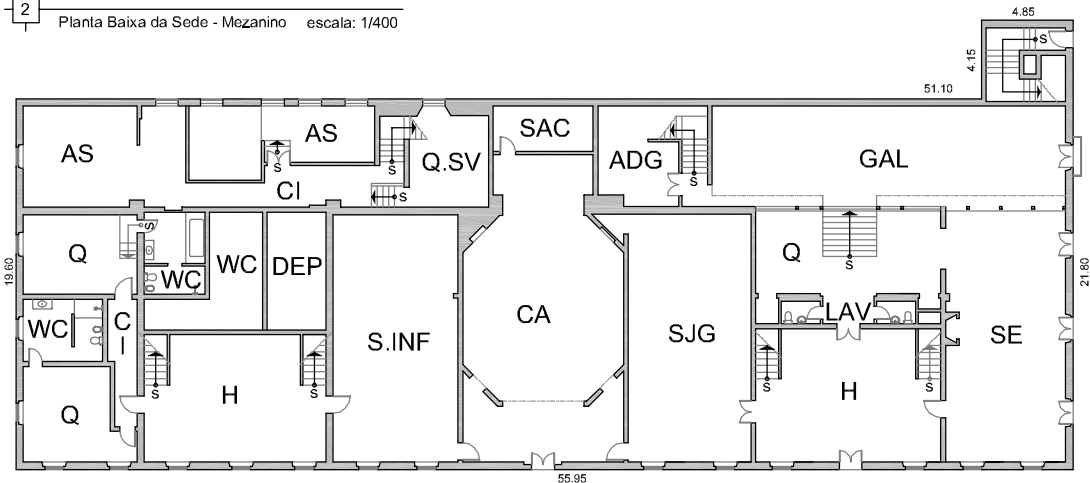 2
Planta Baixa da Sede - Mezanino escala: 1/400
4.85
4.15
S
51.10
AS
AS
S
S
Q.SV
CI
S
SAC
ADG
S
GAL
19.60
Q
S
WC
WC
DEP
WC
CI
S.INF
CA
SJG
Q
S
LAV
SE
21.80
Q
S
H
S
S
H
S
55.95